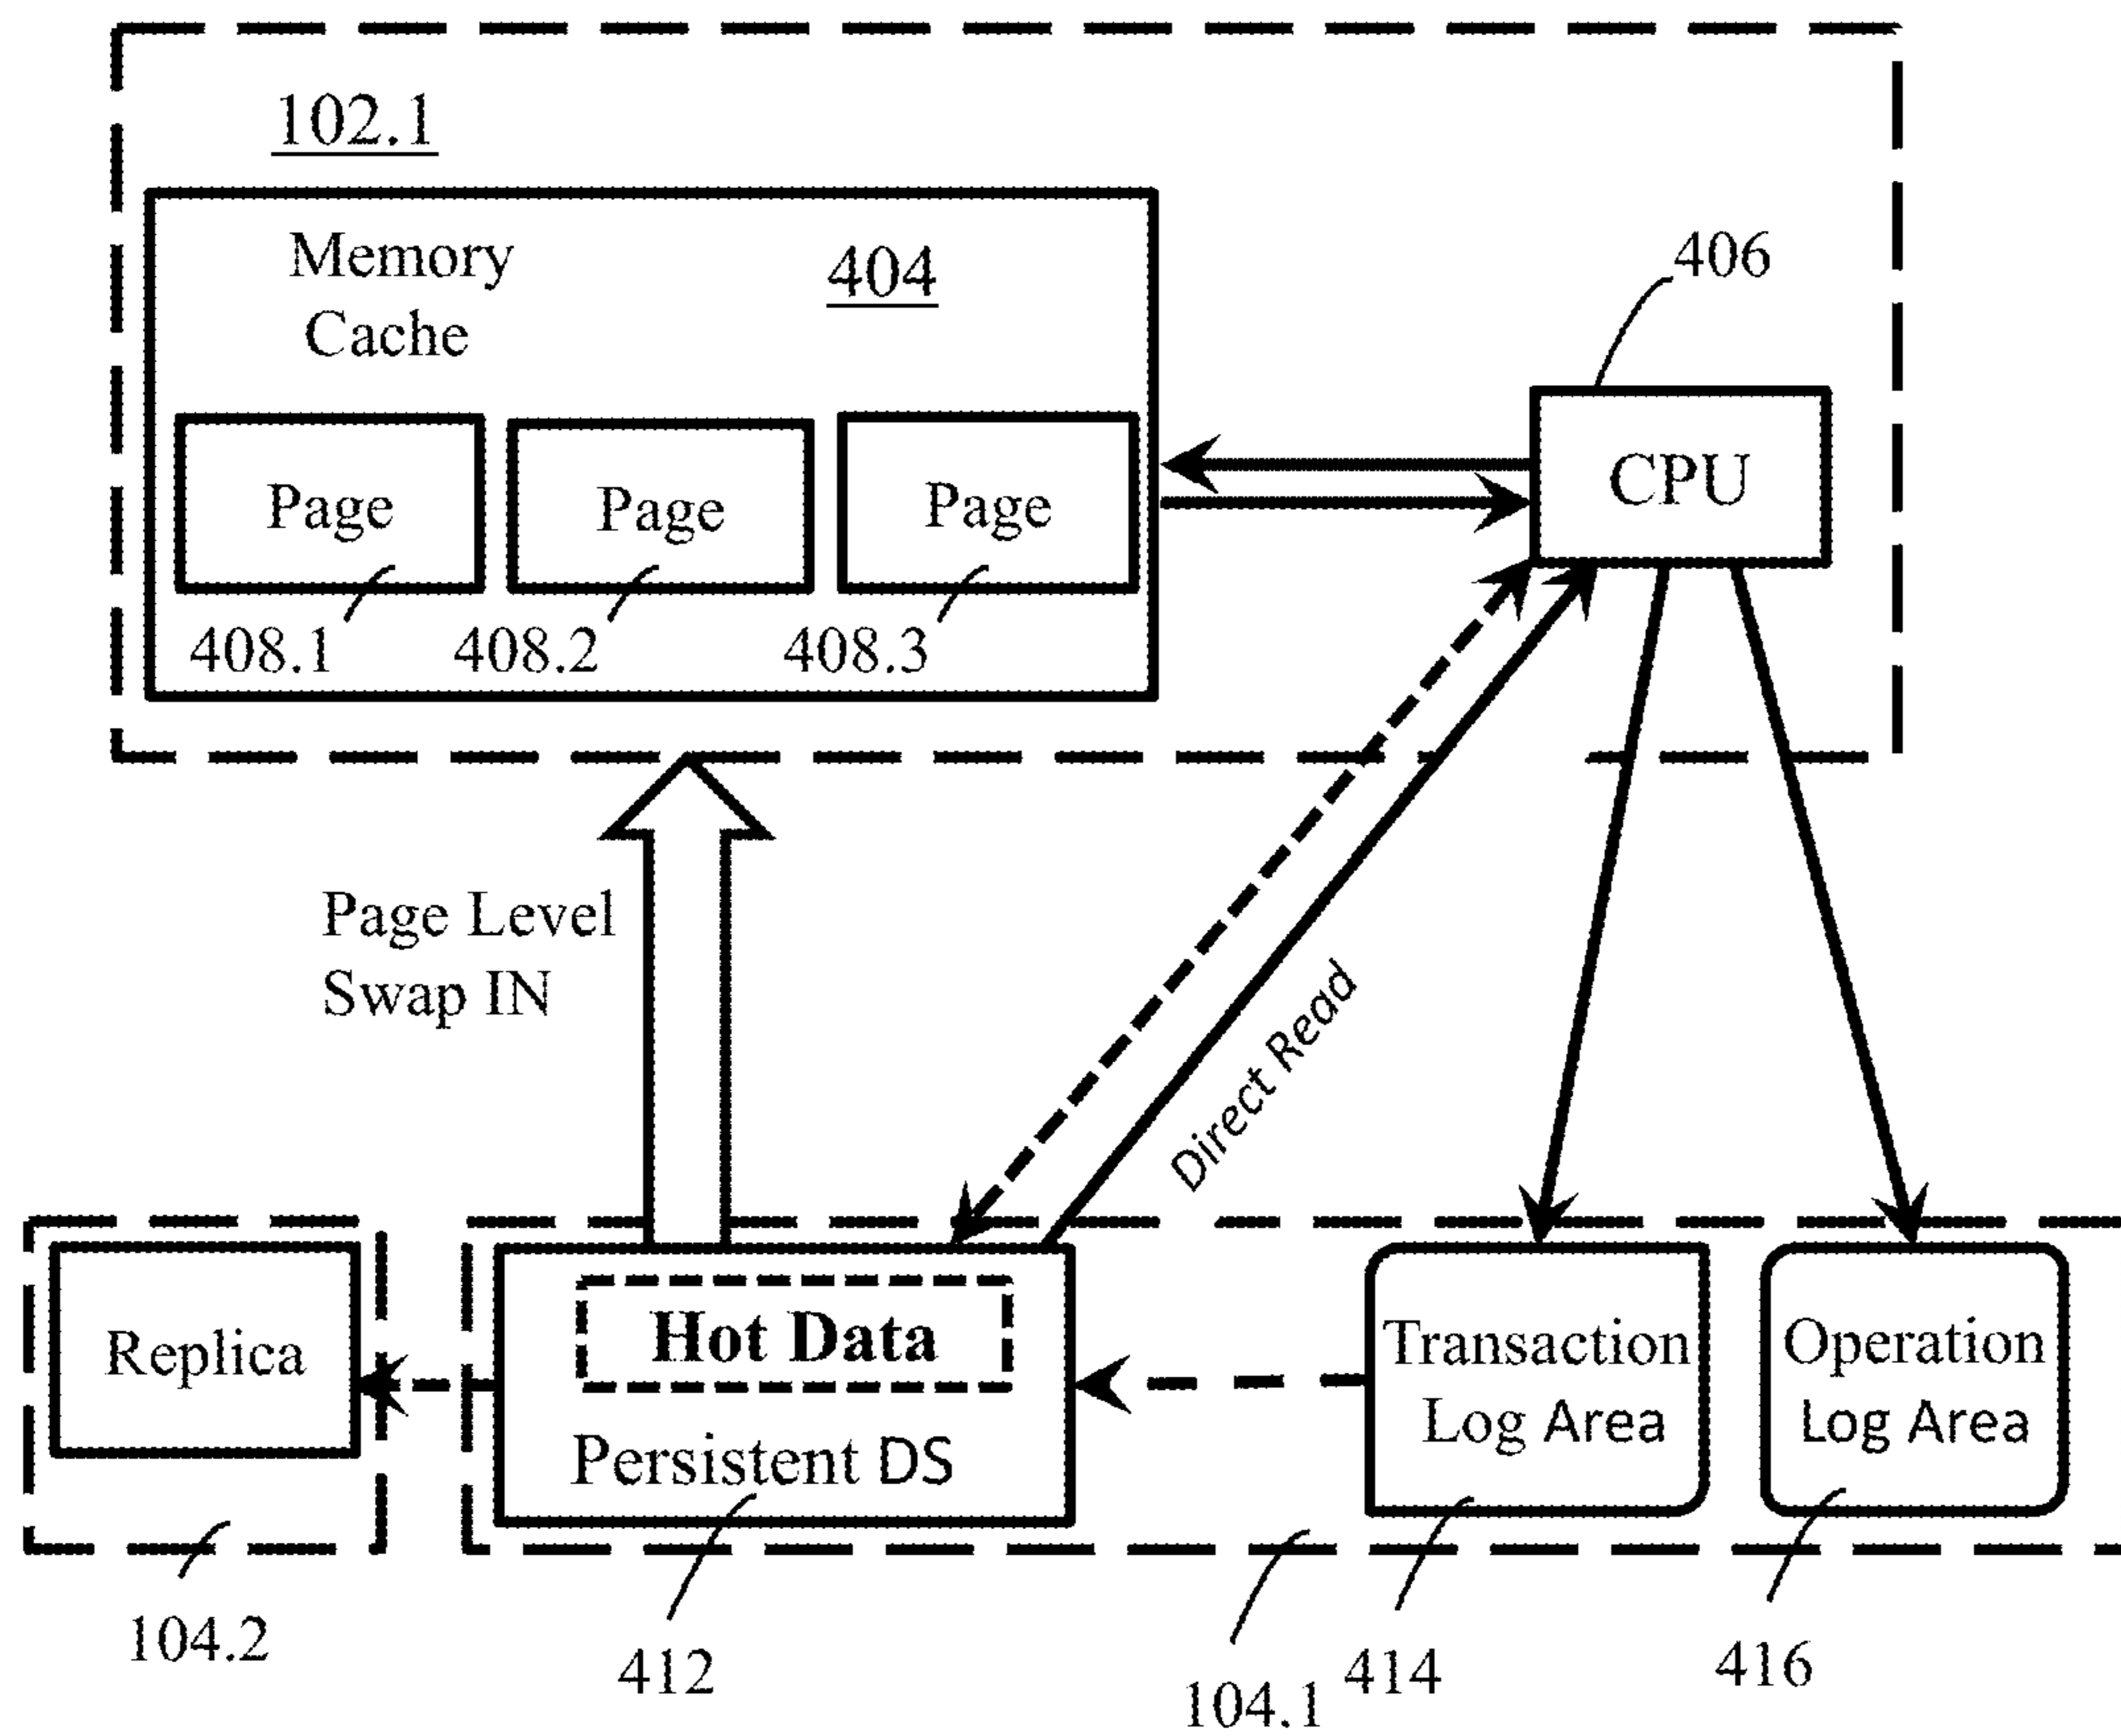 102.1
Memory
Cache
404
406
CPU
Page
Page
Page
408.1
408.2
408.3
Page Level
Swap IN
Direct Read
Replica
Hot Data
Persistent DS
Transaction
Log Area
Operation
Log Area
104.2
412
104.1
414
416